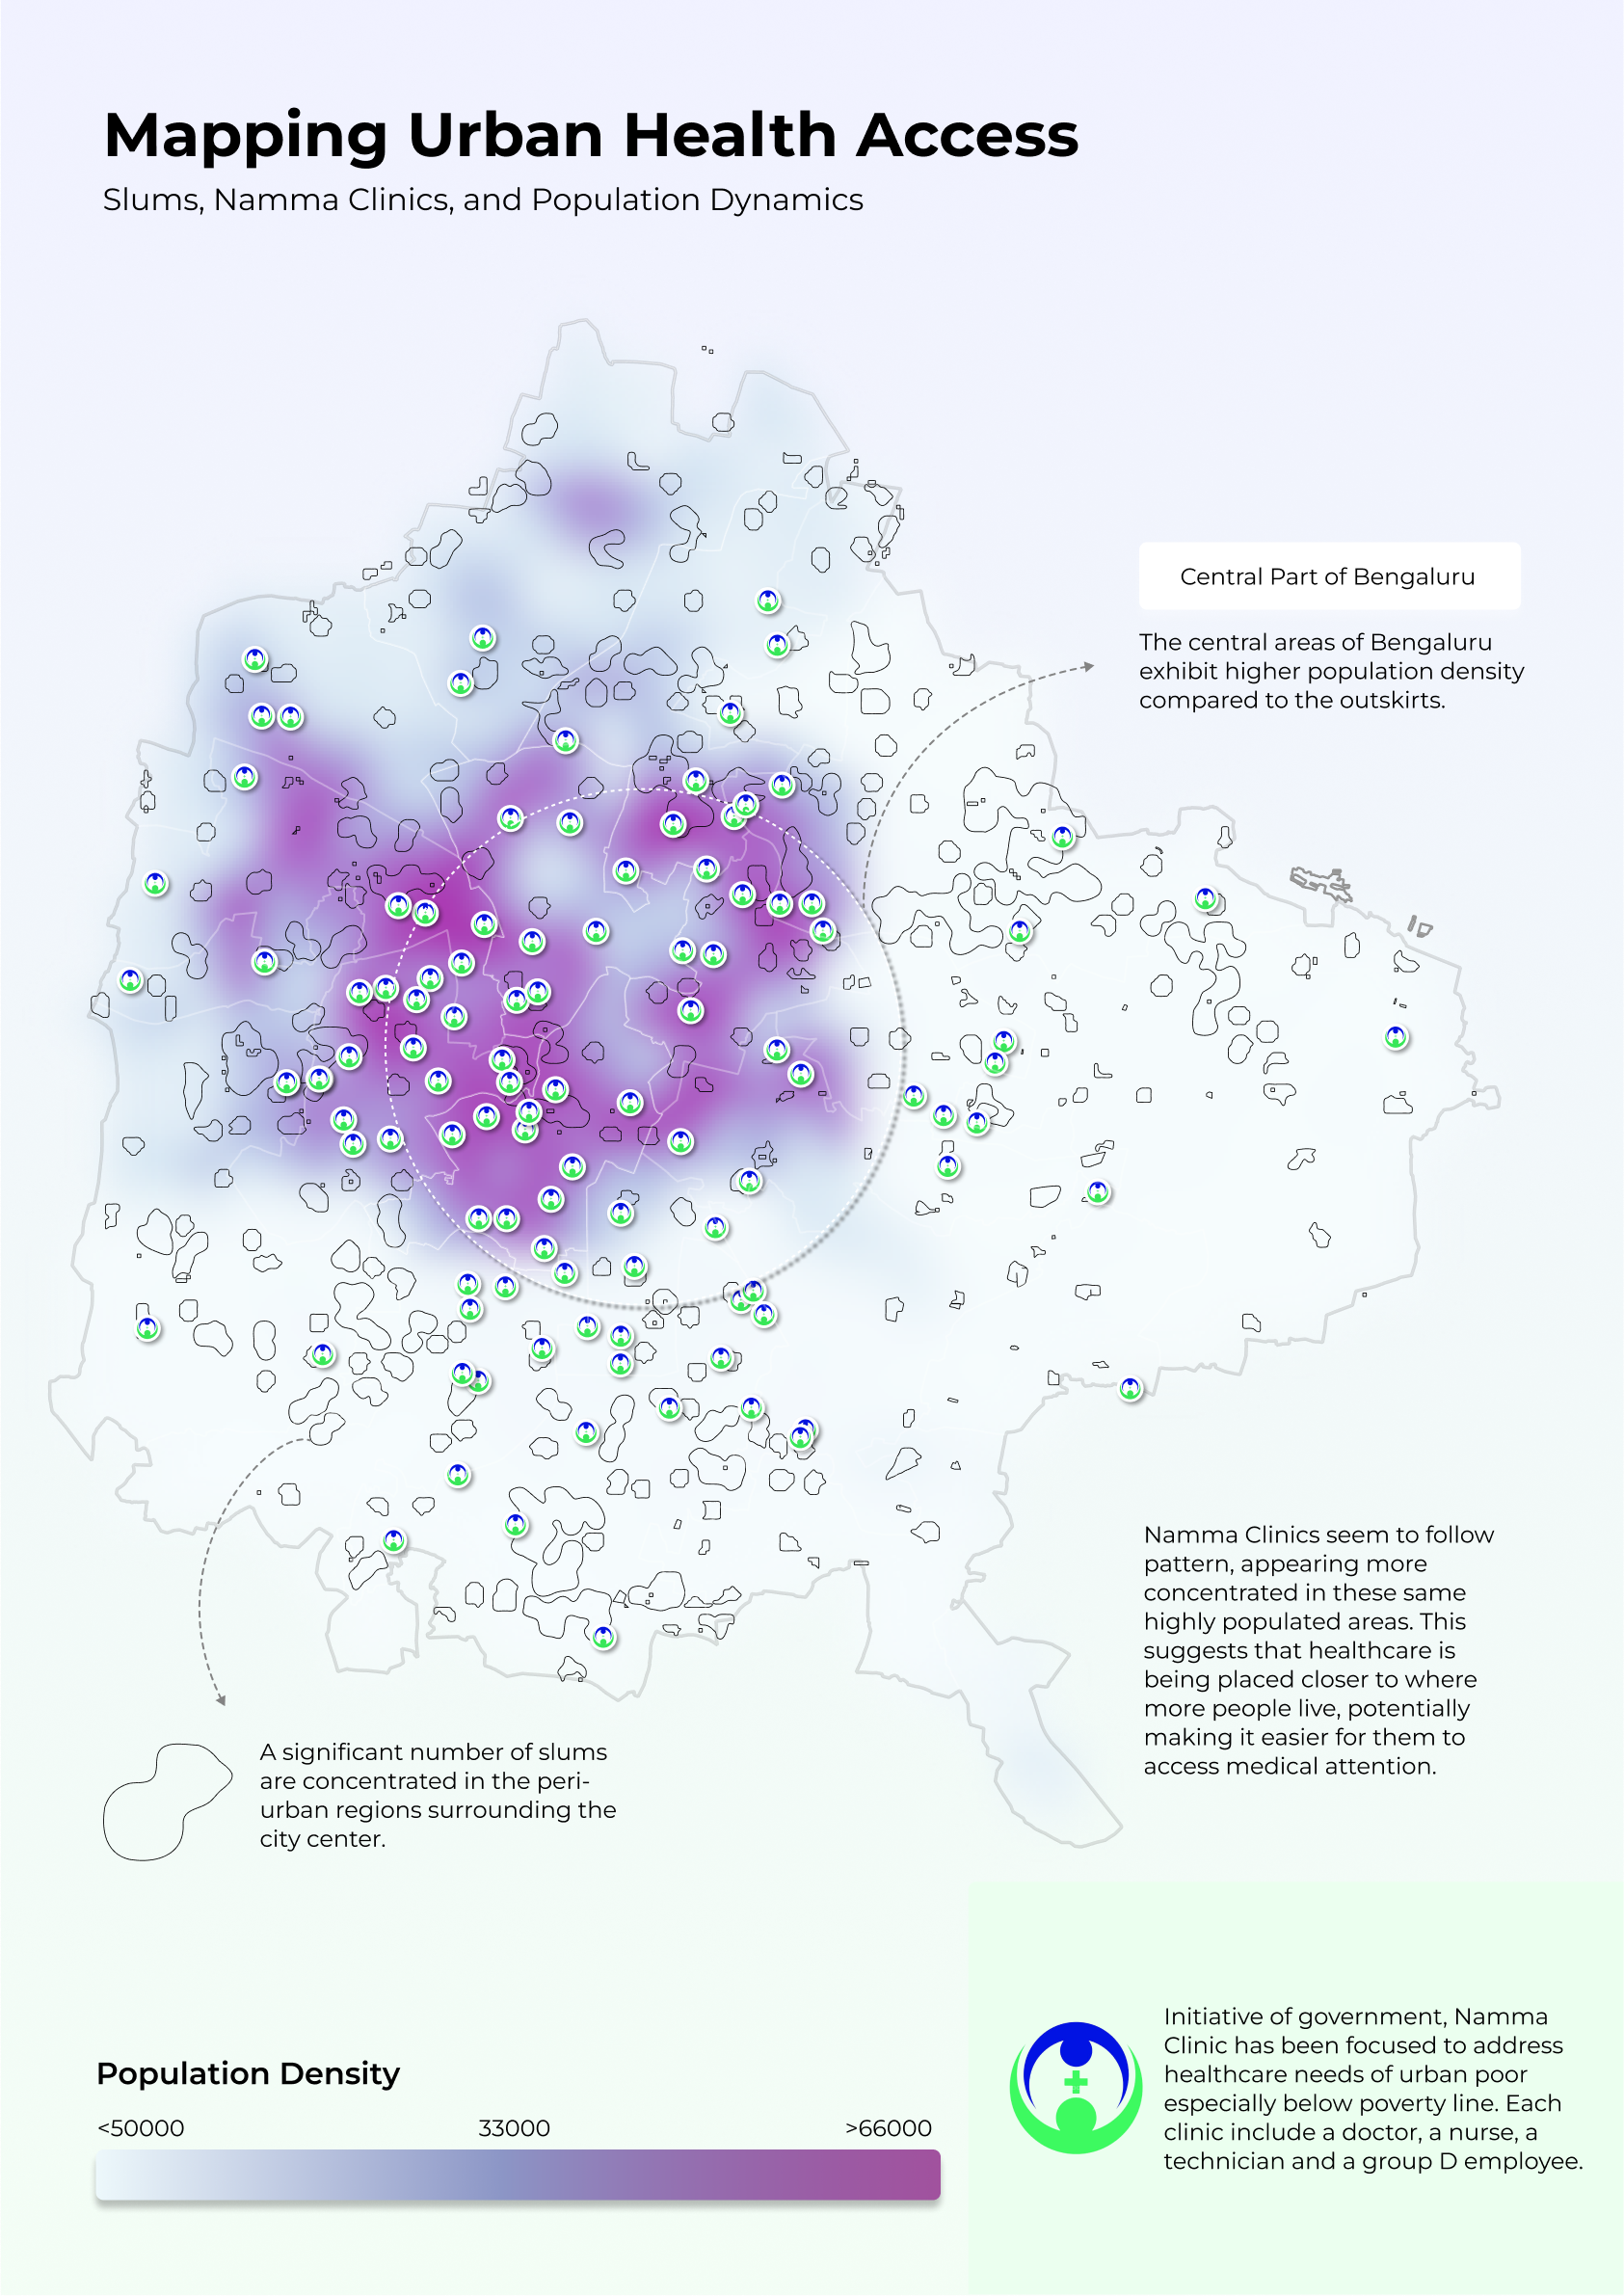 Mapping Urban Health Access
Slums, Namma Clinics, and Population Dynamics
Central Part of Bengaluru
The central areas of Bengaluru
exhibit higher population density
compared to the outskirts.
Namma Clinics seem to follow
pattern, appearing more
concentrated in these same
highly populated areas. This
suggests that healthcare is
being placed closer to where
more people live, potentially
making it easier for them to
access medical attention.
A significant number of slums
are concentrated in the peri-
urban regions surrounding the
city center.
Population Density
<50000 33000 >66000
Initiative of government, Namma
Clinic has been focused to address
healthcare needs of urban poor
especially below poverty line. Each
clinic include a doctor, a nurse, a
technician and a group D employee.